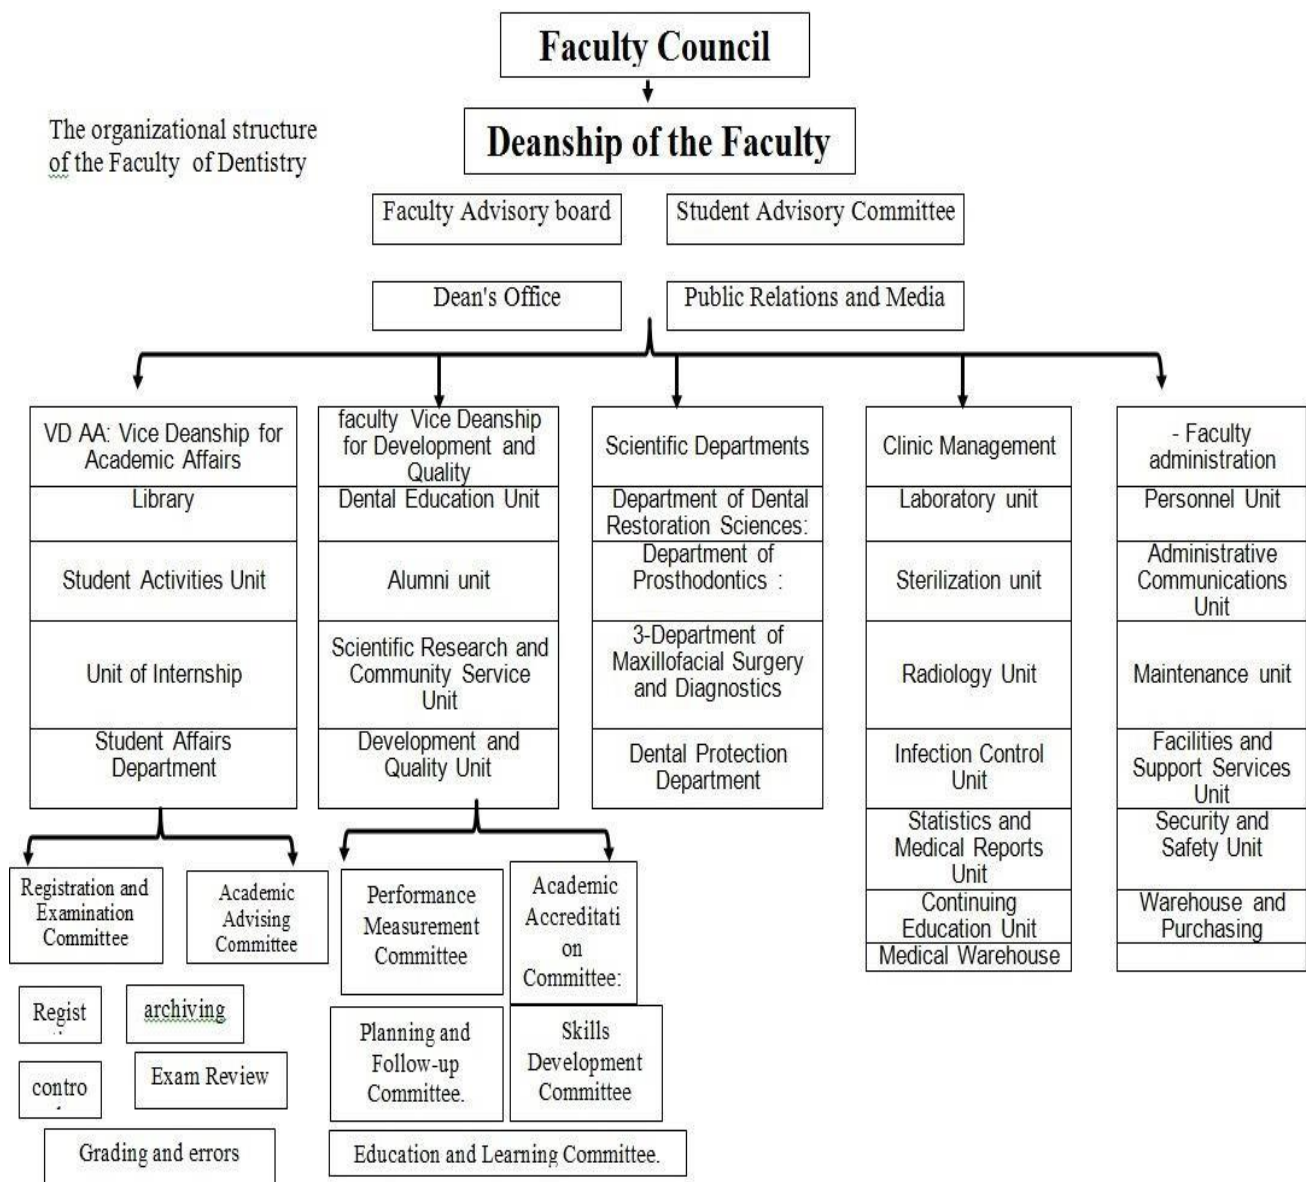 Faculty Council
Deanship of the Faculty
The organizational structure
of the Faculty of Dentistry
Faculty Advisory board
Student Advisory Committee
Dean's Office
Public Relations and Media
VD AA: Vice Deanship for
Academic Affairs
Library
Student Activities Unit
Unit of Internship
Student Affairs
Department
faculty Vice Deanship
for Development and
Quality
Dental Education Unit
Alumni unit
Scientific Research and
Community Service
Unit
Development and
Quality Unit
Scientific Departments
Department of Dental
Restoration Sciences:
Department of
Prosthodontics :
3-Department of
Maxillofacial Surgery
and Diagnostics
Dental Protection
Department
Clinic Management
Laboratory unit
Sterilization unit
Radiology Unit
Infection Control
Unit
Statistics and
Medical Reports
Unit
Continuing
Education Unit
Medical Warehouse
- Faculty
administration
Personnel Unit
Administrative
Communications
Unit
Maintenance unit
Facilities and
Support Services
Unit
Security and
Safety Unit
Warehouse and
Purchasing
Registration and
Examination
Committee
Academic
Advising
Committee
Regist
archiving
contro
Exam Review
Grading and errors
Performance
Measurement
Committee
Academic
Accreditati
on
Committee:
Planning and
Follow-up
Committee.
Skills
Development
Committee
Education and Learning Committee.